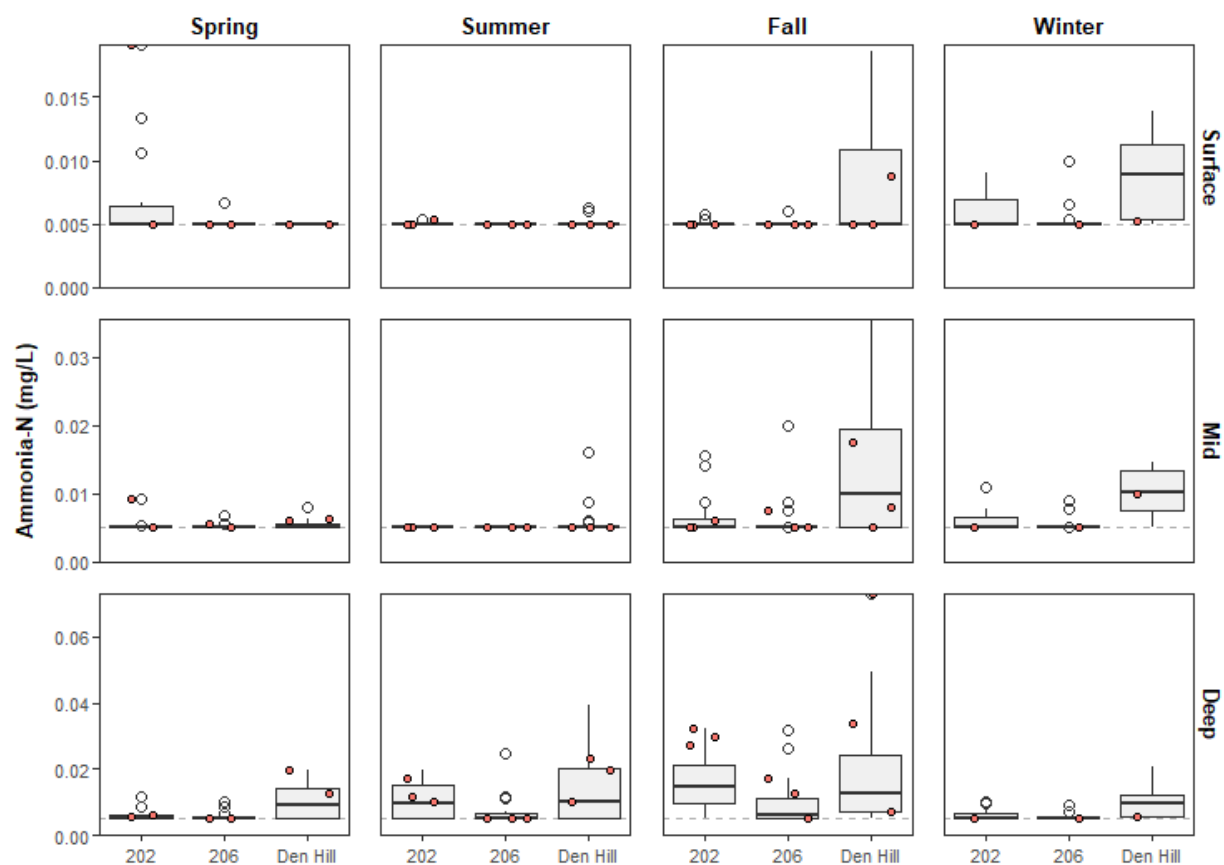 Spring Summer Fall Winter
0.015
0.010
0.005
0.000
Surface
0.03
0.02
0.01
0.00
Mid
Ammonia-N (mg/L)
0.06
0.04
0.02
0.00
Deep
202 206 Den Hill 202 206 Den Hill 202 206 Den Hill 202 206 Den Hill